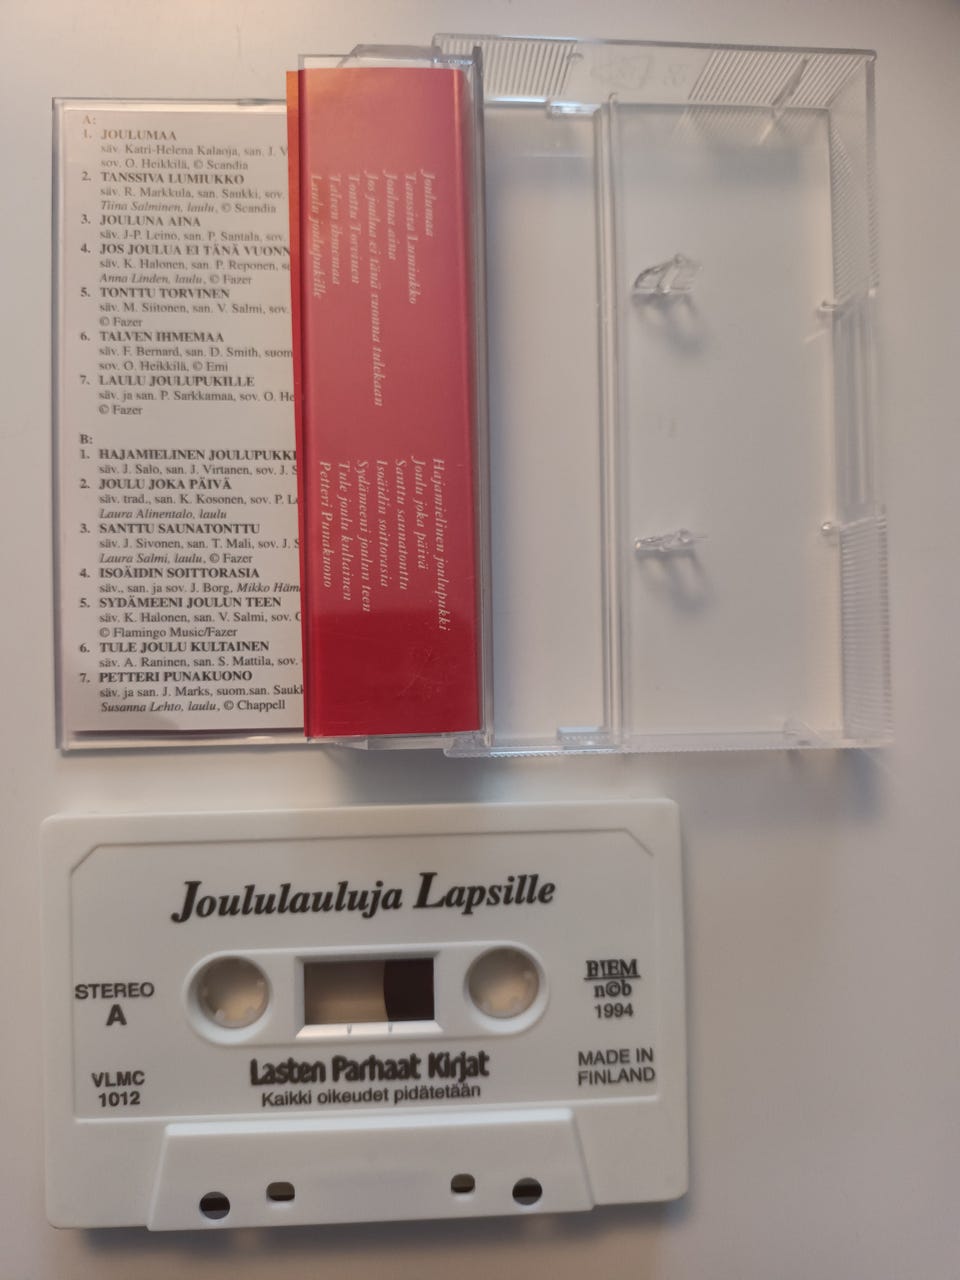 A:
1. JOULUMAA
säv. Katri-Helena Kalaoja, san. J. V
sov. O. Heikkilä, © Scandia
2. TANSSIVA LUMIUKKO
säv. R. Markkula, san. Saukki, sov.
Tiina Salminen, laulu, © Scandia
3. JOULUNA AINA
säv. J-P. Leino, san. P. Santala, sov.
4. JOS JOULUA EI TÄNÄ VUONN
säv. K. Halonen, san. P. Reponen,
Anna Linden, laulu, © Fazer
5. TONTTU TORVINEN
säv. M. Siitonen, san. V. Salmi, sov.
© Fazer
6. TALVEN IHMEMAA
säv. F. Bernard, san. D. Smith, suom
sov. O. Heikkilä, © Emi
7. LAULU JOULUPUKILLE
säv. ja san. P. Sarkkamaa, sov. O. He
© Fazer
B:
1. HAJAMIELINEN JOULUPUKKI
säv. J. Salo, san. J. Virtanen, sov. J. S
2. JOULU JOKA PÄIVÄ
säv. trad., san. K. Kosonen, sov. P. Le
Laura Alinentalo, laulu
3. SANTTU SAUNATONTTU
säv. J. Sivonen, san. T. Mali, sov. J. S
Laura Salmi, laulu, © Fazer
4. ISOÄIDIN SOITTORASIA
säv., san. ja sov. J. Borg, Mikko Häm
5. SYDÄMEENI JOULUN TEEN
säv. K. Halonen, san. V. Salmi, sov. O
© Flamingo Music/Fazer
6. TULE JOULU KULTAINEN
säv. A. Raninen, san. S. Mattila, sov.
7. PETTERI PUNAKUONO
säv. ja san. J. Marks, suom.san. Saukk
Susanna Lehto, laulu, © Chappell
Joulumaa
Tanssiva Lumiukko
Jouluna aina
Jos joulua ei tänä vuonna tulekaan
Tonttu Torvinen
Talven ihmemaa
Laulu joulupukille
Hajamielinen joulupukki
Joulu joka päivä
Santtu saunatonttu
Isoäidin soittorasia
Sydämeeni joulun teen
Tule joulu kultainen
Petteri Punakuono
Joululauluja Lapsille
STEREO
A
BIEM
n©b
1994
VLMC
1012
Lasten Parhaat Kirjat
Kaikki oikeudet pidätetään
MADE IN
FINLAND